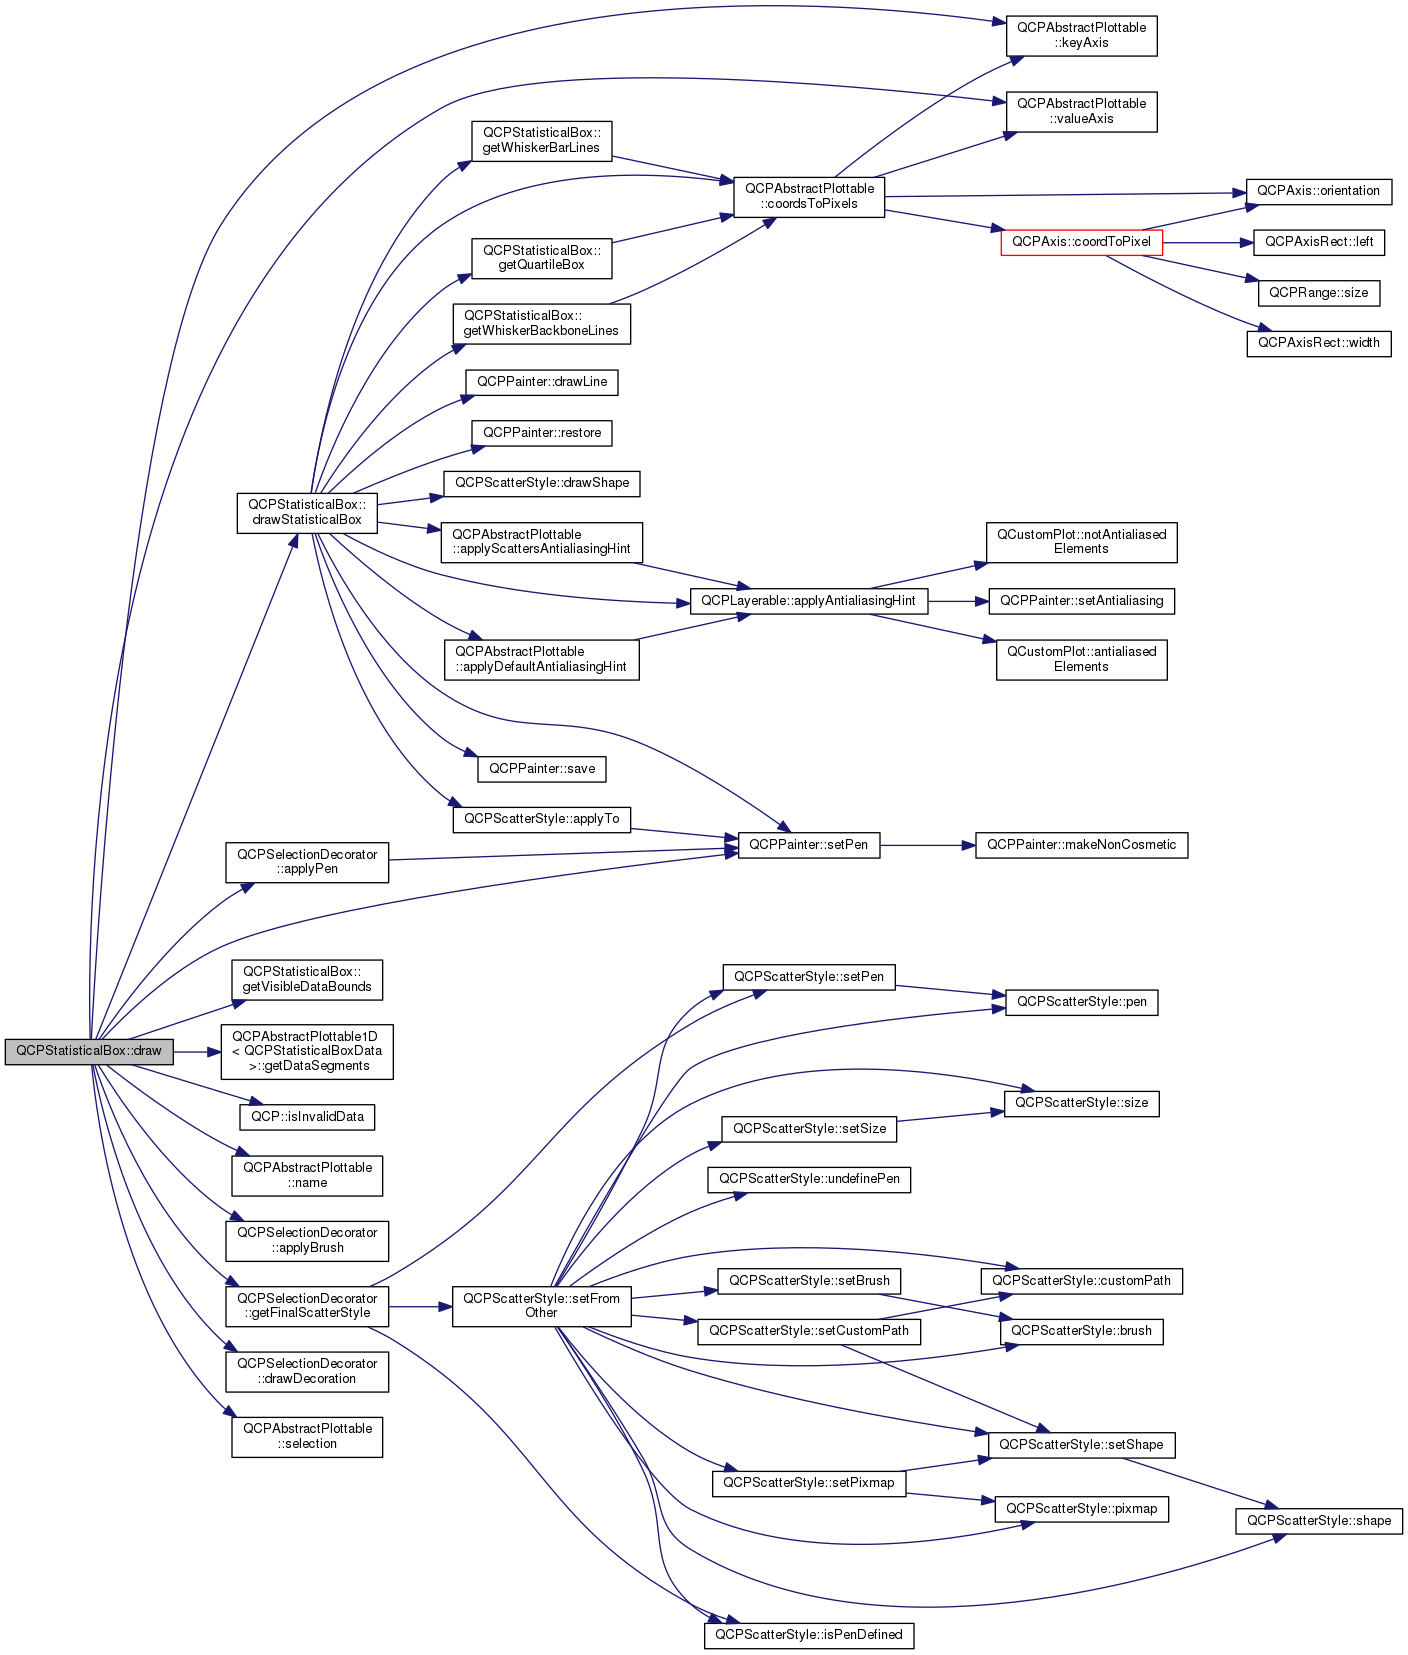 QCPAbstractPlottable
::keyAxis
QCPAbstractPlottable
::valueAxis
QCPStatisticalBox::
getWhiskerBarLines
QCPAbstractPlottable
::coordsToPixels
QCPAxis::orientation
QCPAxis::coordToPixel
QCPAxisRect::left
QCPStatisticalBox::
getQuartileBox
QCPRange::size
QCPStatisticalBox::
getWhiskerBackboneLines
QCPAxisRect::width
QCPPainter::drawLine
QCPPainter::restore
QCPScatterStyle::drawShape
QCPStatisticalBox::
drawStatisticalBox
QCPAbstractPlottable
::applyScattersAntialiasingHint
QCustomPlot::notAntialiased
Elements
QCPLayerable::applyAntialiasingHint
QCPPainter::setAntialiasing
QCPAbstractPlottable
::applyDefaultAntialiasingHint
QCustomPlot::antialiased
Elements
QCPPainter::save
QCPScatterStyle::applyTo
QCPPainter::setPen
QCPPainter::makeNonCosmetic
QCPSelectionDecorator
::applyPen
QCPStatisticalBox::
getVisibleDataBounds
QCPScatterStyle::setPen
QCPScatterStyle::pen
QCPStatisticalBox::draw
QCPAbstractPlottable1D
< QCPStatisticalBoxData
>::getDataSegments
QCP::isInvalidData
QCPScatterStyle::size
QCPScatterStyle::setSize
QCPAbstractPlottable
::name
QCPScatterStyle::undefinePen
QCPSelectionDecorator
::applyBrush
QCPScatterStyle::setBrush
QCPScatterStyle::customPath
QCPSelectionDecorator
::getFinalScatterStyle
QCPScatterStyle::setFrom
Other
QCPScatterStyle::setCustomPath
QCPScatterStyle::brush
QCPSelectionDecorator
::drawDecoration
QCPAbstractPlottable
::selection
QCPScatterStyle::setShape
QCPScatterStyle::setPixmap
QCPScatterStyle::pixmap
QCPScatterStyle::shape
QCPScatterStyle::isPenDefined